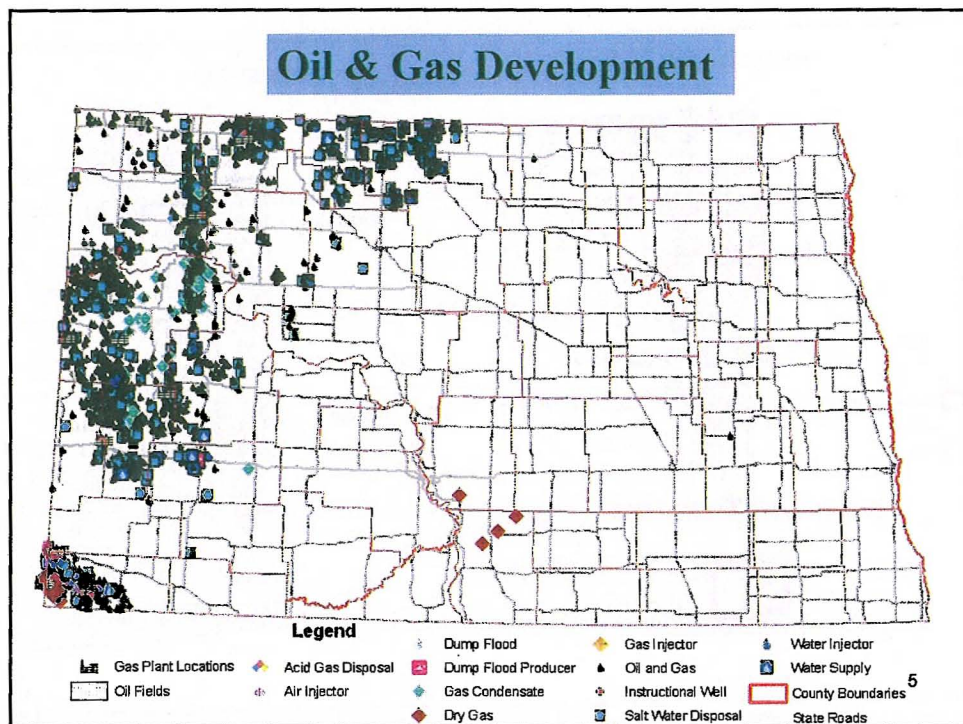 Oil & Gas Development
Legend
Gas Plant Locations
Oil Fields
Acid Gas Disposal
Air Injector
Dump Flood
Dump Flood Producer
Gas Condensate
Dry Gas
Gas Injector
Oil and Gas
Instructional Well
Salt Water Disposal
Water Injector
Water Supply
County Boundaries
State Roads
5